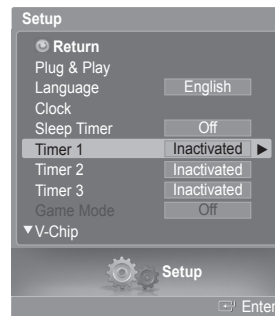 Setup
Return
Plug & Play
Language English
Clock
Sleep Timer Off
Timer 1 Inactivated ►
Timer 2 Inactivated
Timer 3 Inactivated
Game Mode Off
▼V-Chip
Setup
Enter